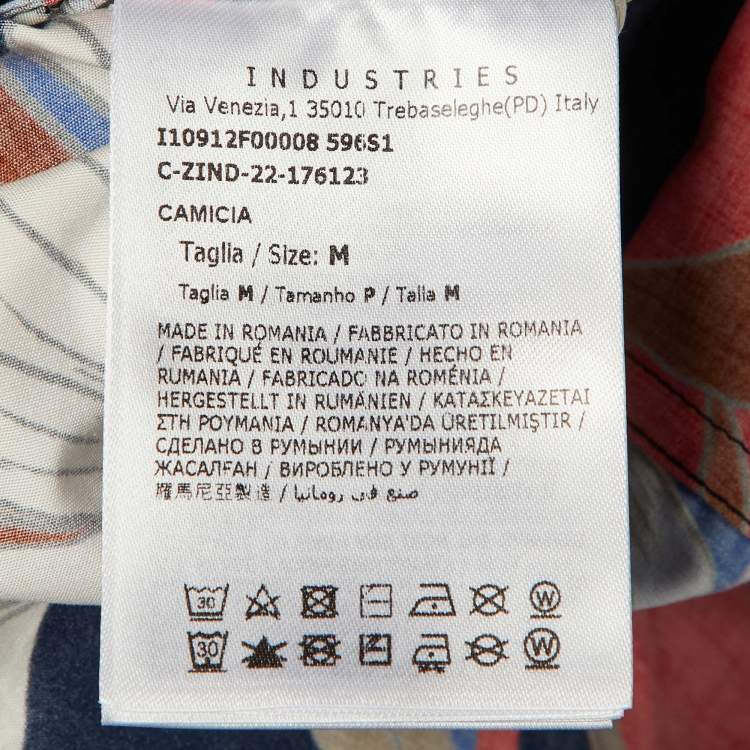 INDUSTRIES
Via Venezia,1 35010 Trebaseleghe(PD) Italy
I10912F00008 596S1
C-ZIND-22-176123
CAMICIA
Taglia / Size: M
Taglia M / Tamanho P / Talla M
MADE IN ROMANIA / FABBRICATO IN ROMANIA
/ FABRIQUÉ EN ROUMANIE / HECHO EN
RUMANIA / FABRICADO NA ROMÉNIA /
HERGESTELLT IN RUMÄNIEN / ΚΑΤΑΣΚΕΥΑΖΕΤΑΙ
ΣΤΗ ΡΟΥΜΑΝΙΑ / ROMANYA'DA ÜRETILMIŞTIR /
СДЕЛАНО В РУМЫНИИ / РУМЫНИЯДА
ЖАСАЛҒАН / ВИРОБЛЕНО У РУМУНІЇ /
羅馬尼亞製造 / صنع في رومانيا
30 W
30 W